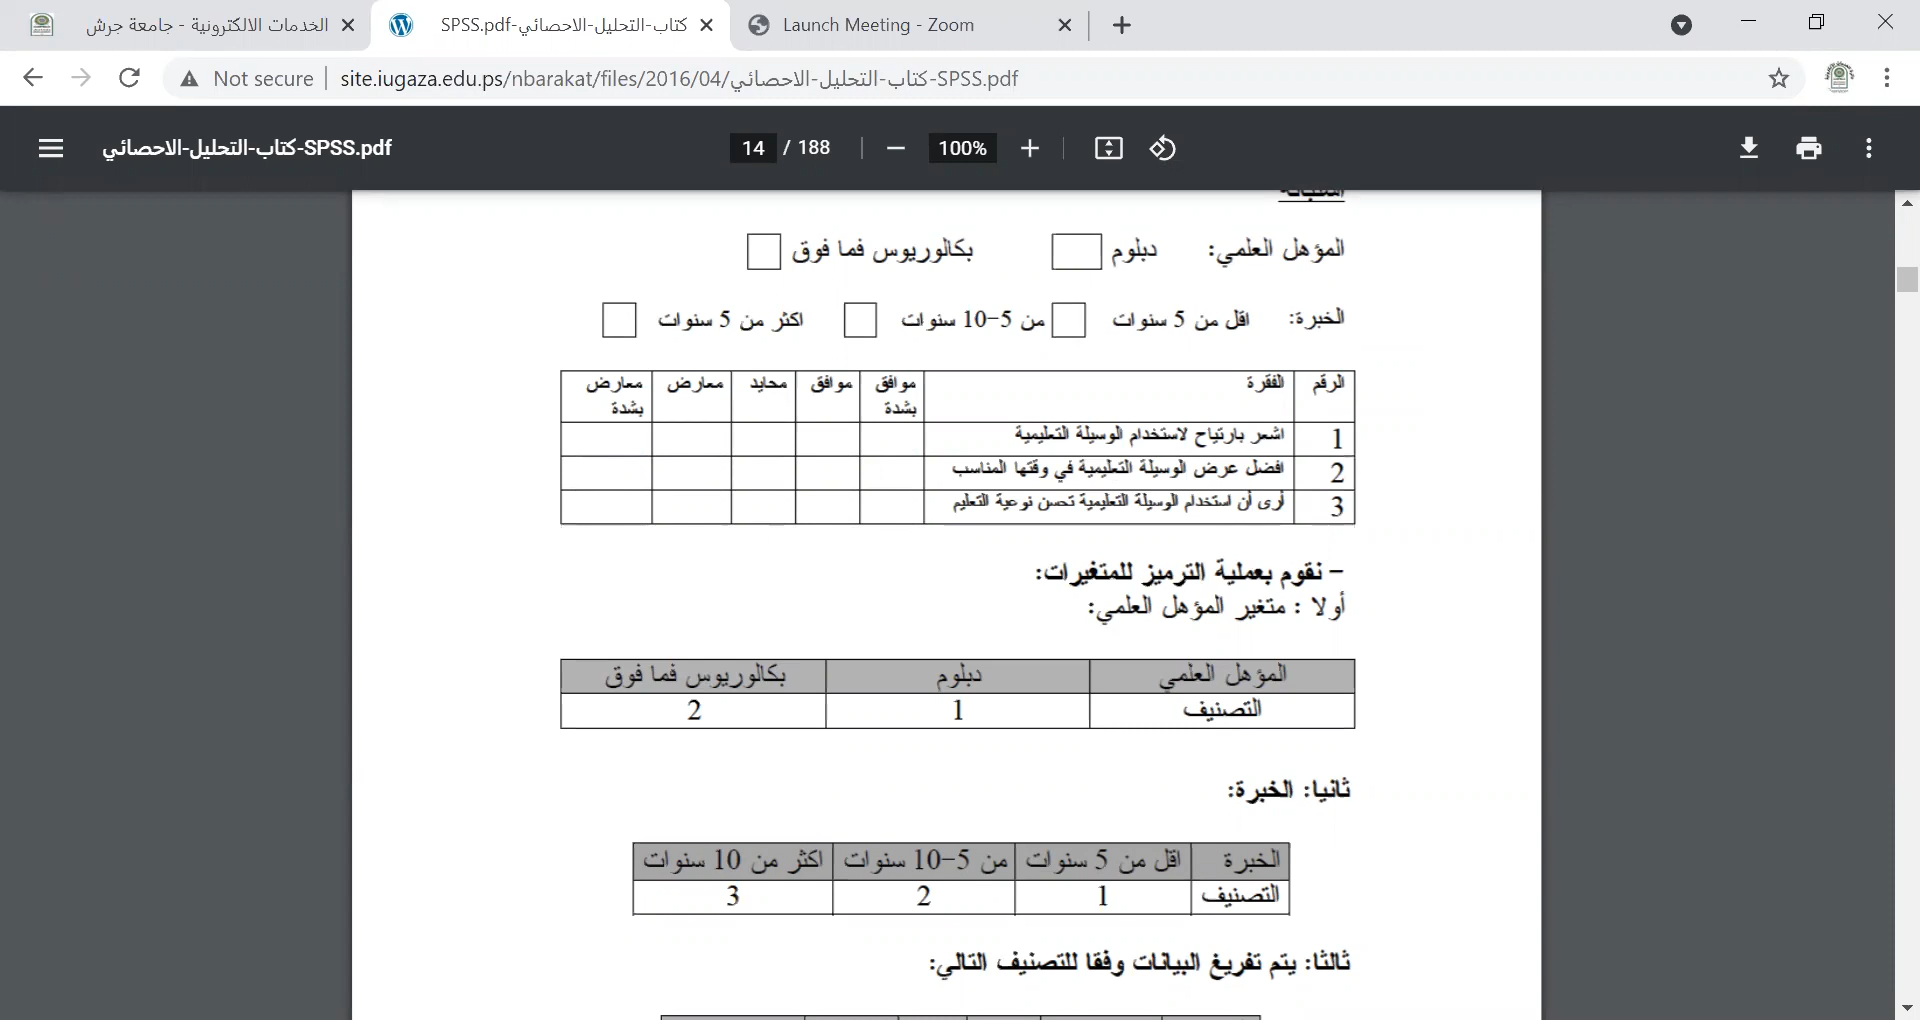 الخدمات الالكترونية - جامعة جرش
كتاب-التحليل-الاحصائي-SPSS.pdf
Launch Meeting - Zoom
Not secure
site.iugaza.edu.ps/nbarakat/files/2016/04/كتاب-التحليل-الاحصائي-SPSS.pdf
كتاب-التحليل-الاحصائي-SPSS.pdf
14 / 188
100%
المؤهل العلمي: دبلوم بكالوريوس فما فوق
الخبرة: اقل من 5 سنوات من 5-10 سنوات اكثر من 5 سنوات
الرقم الفقرة موافق بشدة موافق محايد معارض معارض بشدة
1 اشعر بارتياح لاستخدام الوسيلة التعليمية
2 افضل عرض الوسيلة التعليمية في وقتها المناسب
3 أرى أن استخدام الوسيلة التعليمية تحسن نوعية التعليم
- نقوم بعملية الترميز للمتغيرات:
أولا : متغير المؤهل العلمي:
المؤهل العلمي دبلوم بكالوريوس فما فوق
التصنيف 1 2
ثانيا: الخبرة:
الخبرة اقل من 5 سنوات من 5-10 سنوات اكثر من 10 سنوات
التصنيف 1 2 3
ثالثا: يتم تفريغ البيانات وفقا للتصنيف التالي: